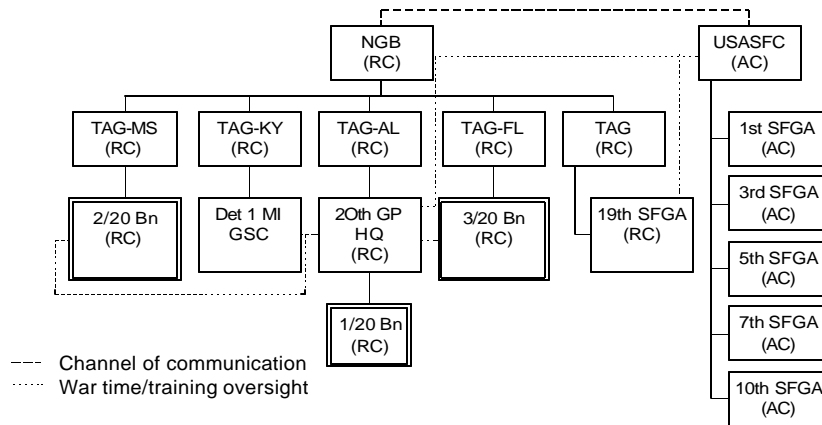 NGB
(RC)
USASFC
(AC)
TAG-MS
(RC)
TAG-KY
(RC)
TAG-AL
(RC)
TAG-FL
(RC)
TAG
(RC)
1st SFGA
(AC)
2/20 Bn
(RC)
Det 1 MI
GSC
2Oth GP
HQ
(RC)
3/20 Bn
(RC)
19th SFGA
(RC)
3rd SFGA
(AC)
5th SFGA
(AC)
1/20 Bn
(RC)
7th SFGA
(AC)
10th SFGA
(AC)
Channel of communication
War time/training oversight